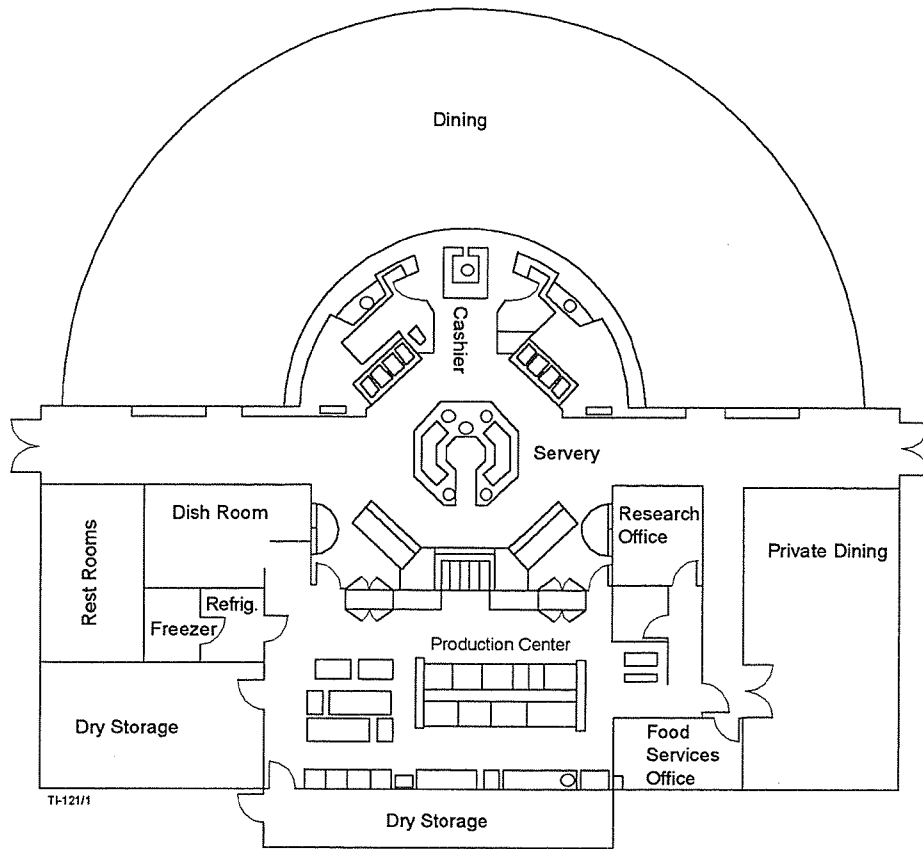 Dining
Cashier
Servery
Dish Room
Research
Office
Private Dining
Rest Rooms
Refrig.
Freezer
Production Center
Dry Storage
Food
Services
Office
TI-121/1
Dry Storage